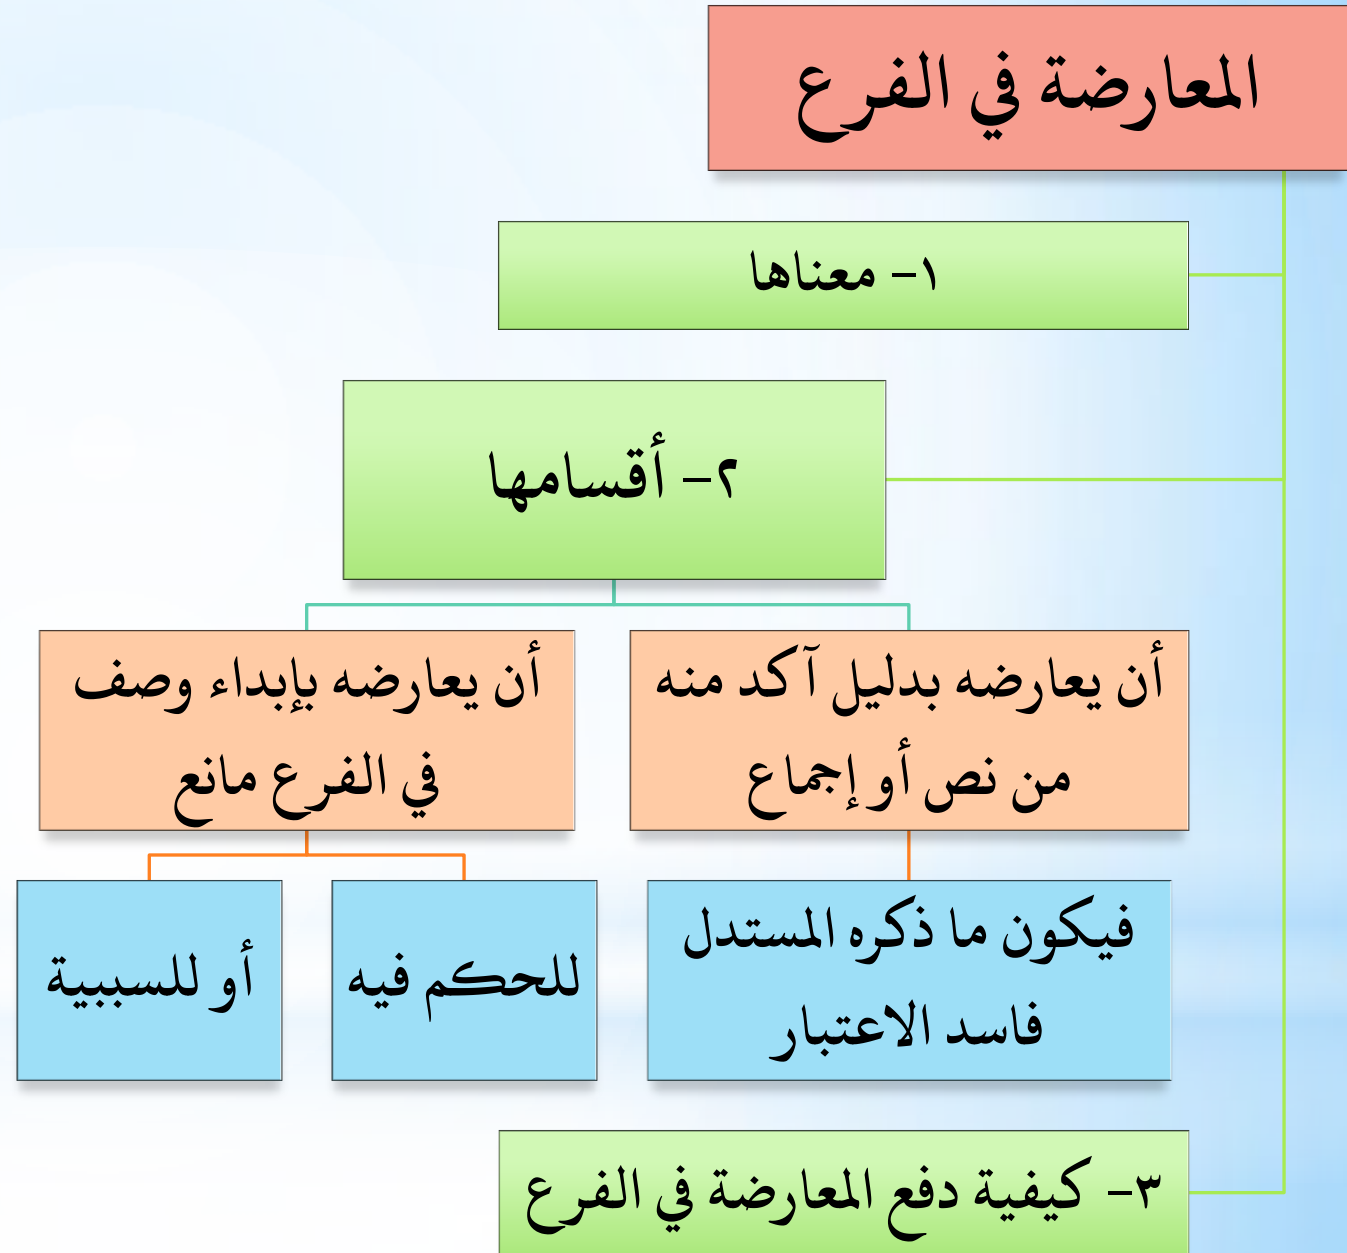 المعارضة في الفرع
١- معناها
٢- أقسامها
أن يعارضه بدليل آكد منه
من نص أو إجماع
أن يعارضه بإبداء وصف
في الفرع مانع
فيكون ما ذكره المستدل
فاسد الاعتبار
للحكم فيه
أو للسببية
٣- كيفية دفع المعارضة في الفرع